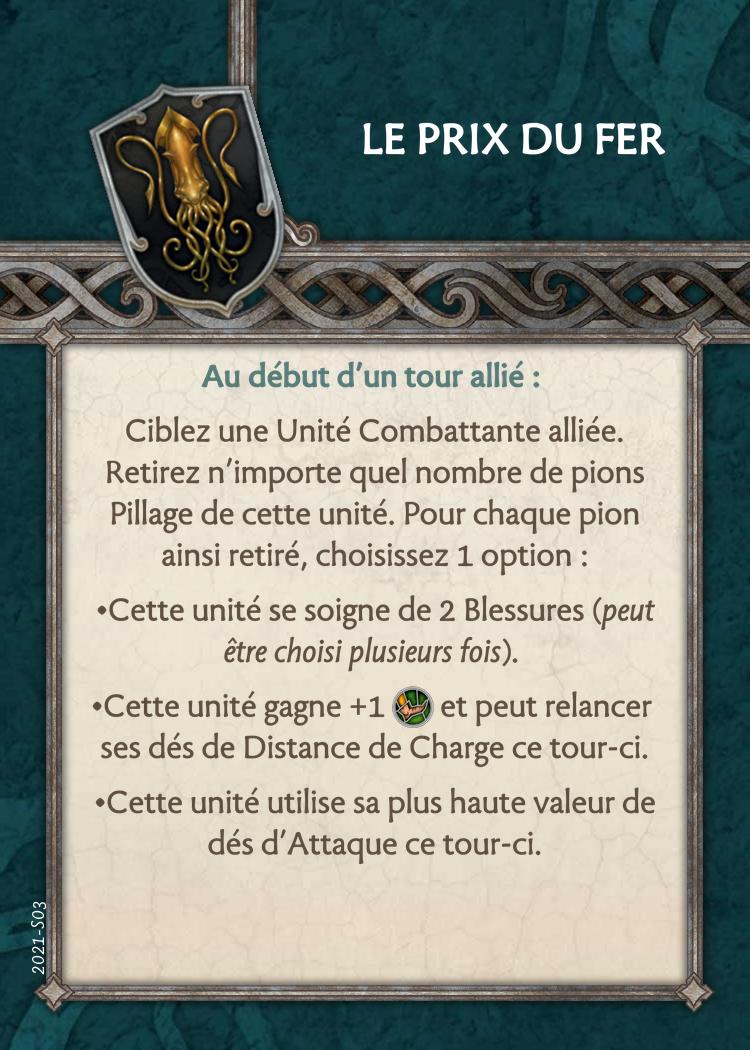 LE PRIX DU FER
Au début d'un tour allié :
Ciblez une Unité Combattante alliée.
Retirez n'importe quel nombre de pions
Pillage de cette unité. Pour chaque pion
ainsi retiré, choisissez 1 option :
•Cette unité se soigne de 2 Blessures (peut
être choisi plusieurs fois).
•Cette unité gagne +1 et peut relancer
ses dés de Distance de Charge ce tour-ci.
•Cette unité utilise sa plus haute valeur de
dés d'Attaque ce tour-ci.
2021-S03